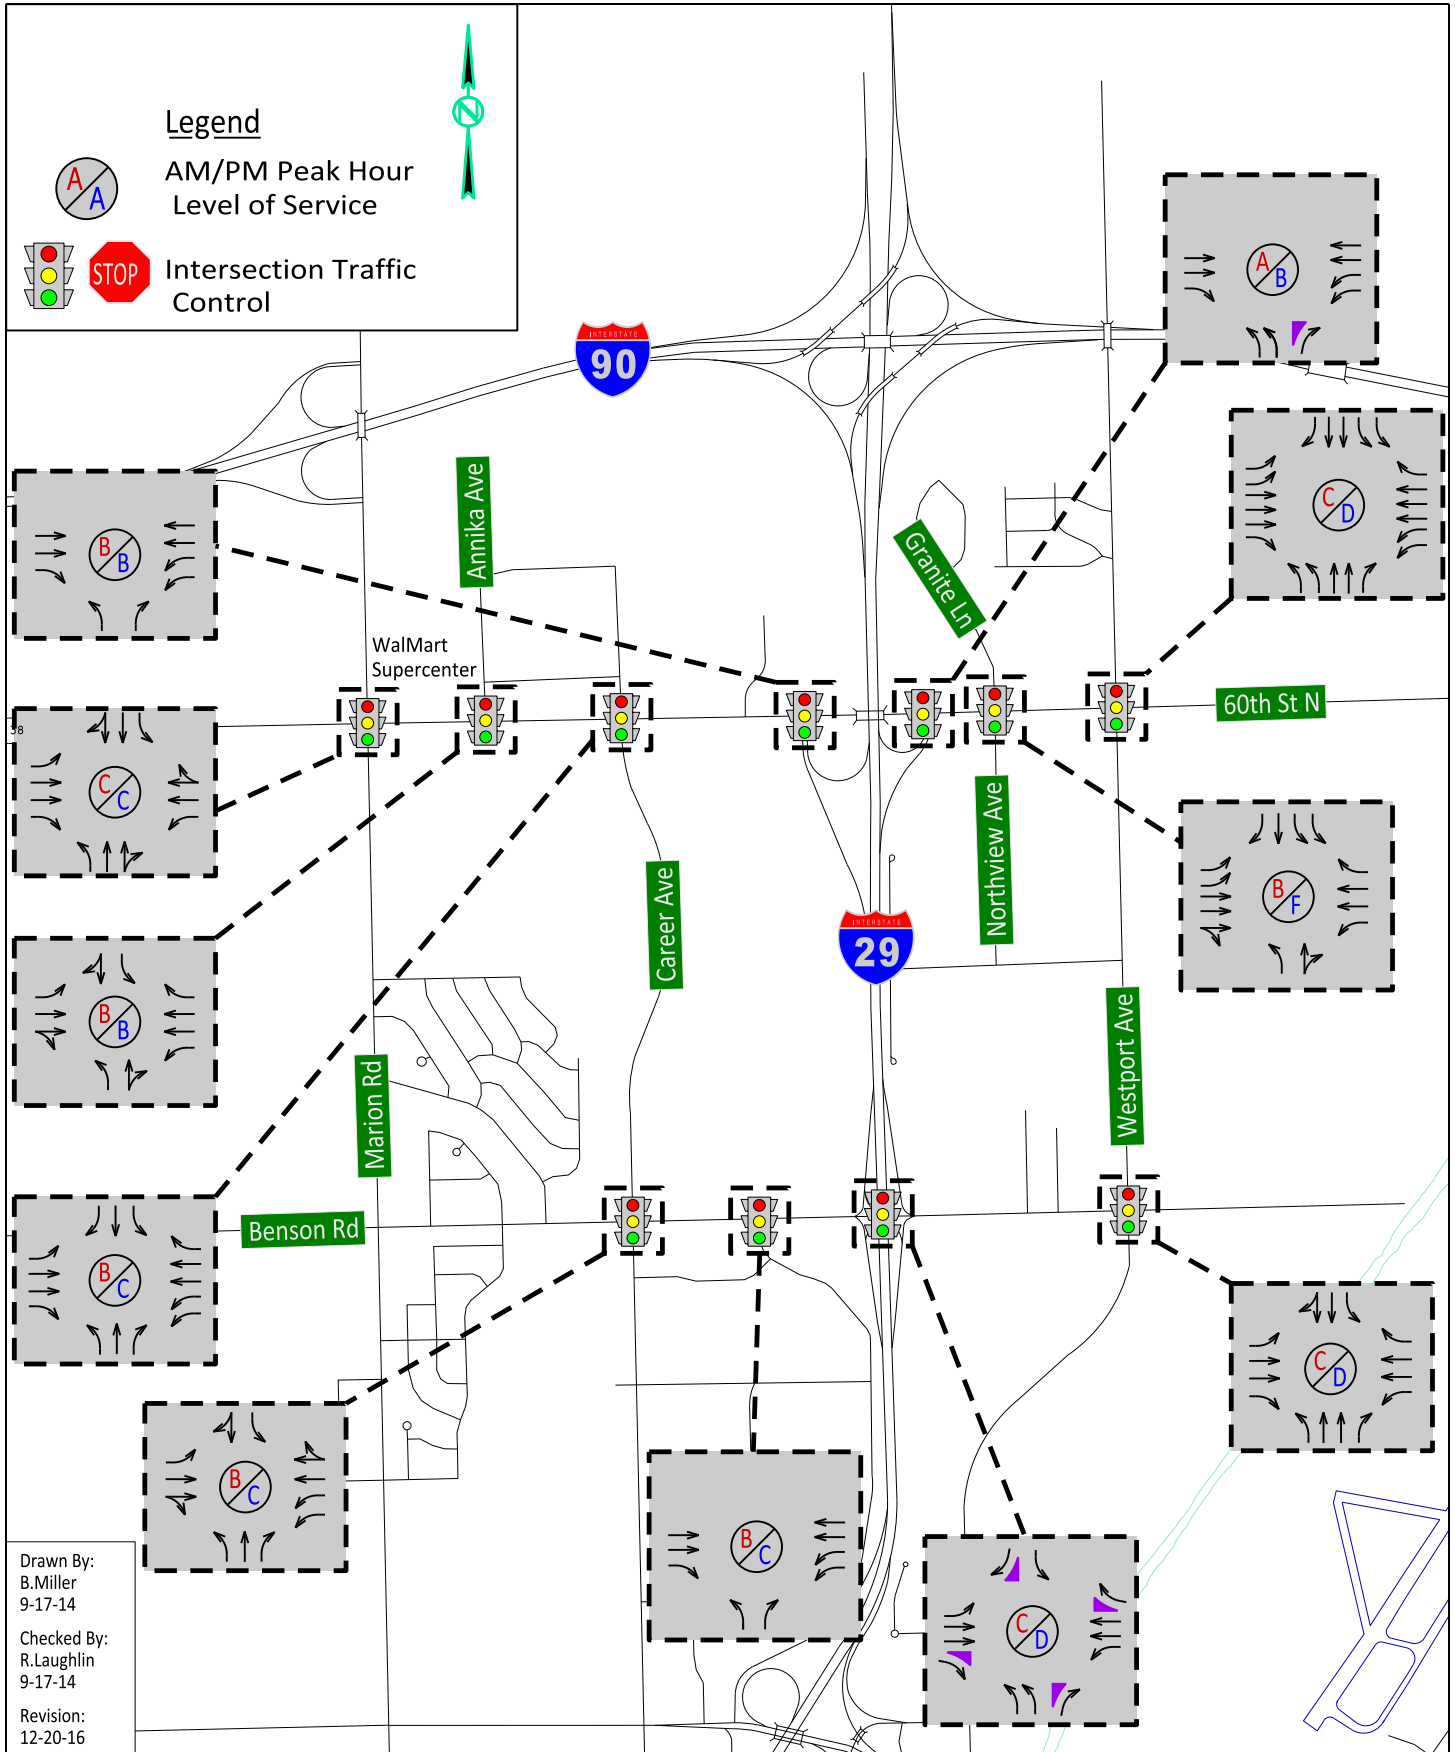 Legend
A/A
AM/PM Peak Hour
Level of Service
N
STOP
Intersection Traffic
Control
INTERSTATE
90
A/B
C/D
Annika Ave
Granite Ln
B/B
WalMart
Supercenter
60th St N
38
C/C
Northview Ave
Career Ave
B/F
INTERSTATE
29
B/B
Westport Ave
Marion Rd
Benson Rd
B/C
C/D
B/C
B/C
C/D
Drawn By:
B.Miller
9-17-14
Checked By:
R.Laughlin
9-17-14
Revision:
12-20-16